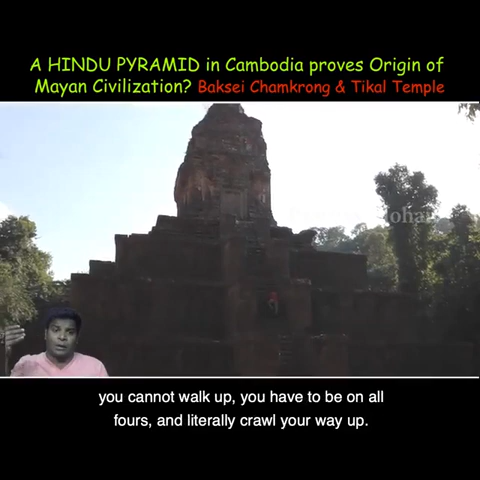 A HINDU PYRAMID in Cambodia proves Origin of
Mayan Civilization? Baksei Chamkrong & Tikal Temple
you cannot walk up, you have to be on all
fours, and literally crawl your way up.